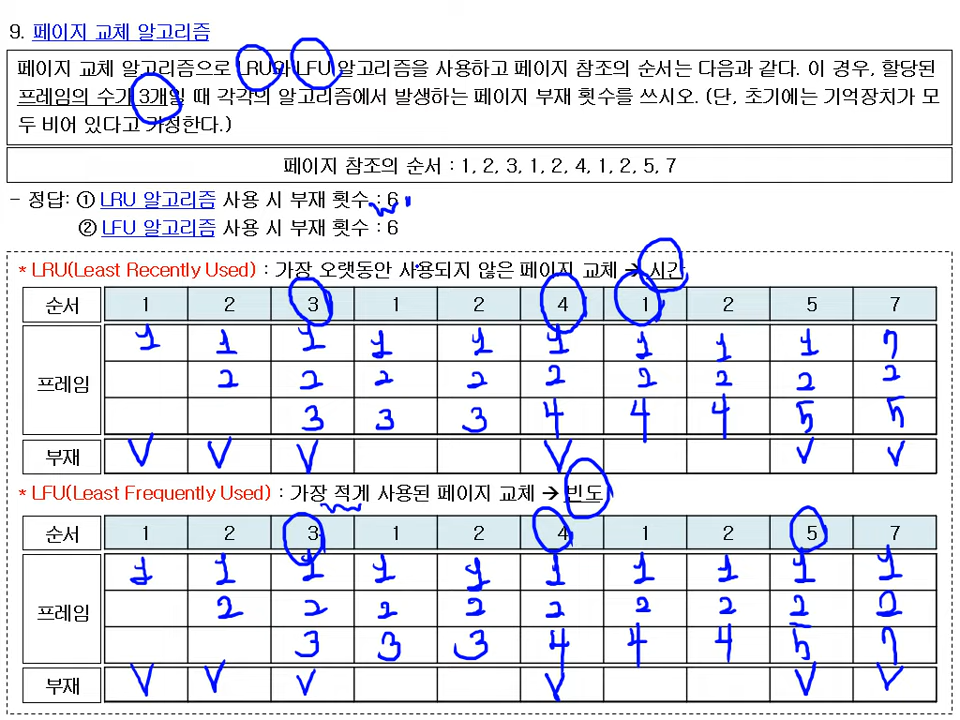 9. 페이지 교체 알고리즘
페이지 교체 알고리즘으로 LRU와 LFU 알고리즘을 사용하고 페이지 참조의 순서는 다음과 같다. 이 경우, 할당된
프레임의 수가 3개일 때 각각의 알고리즘에서 발생하는 페이지 부재 횟수를 쓰시오. (단, 초기에는 기억장치가 모
두 비어 있다고 가정한다.)
페이지 참조의 순서 : 1, 2, 3, 1, 2, 4, 1, 2, 5, 7
- 정답: ① LRU 알고리즘 사용 시 부재 횟수 : 6
② LFU 알고리즘 사용 시 부재 횟수 : 6
* LRU(Least Recently Used) : 가장 오랫동안 사용되지 않은 페이지 교체 → 시간
순서 1 2 3 1 2 4 1 2 5 7
1 1 1 1 1 1 1 1 1 7
프레임 2 2 2 2 2 2 2 2 2
3 3 3 4 4 4 5 5
부재 V V V V V V
* LFU(Least Frequently Used) : 가장 적게 사용된 페이지 교체 → 빈도
순서 1 2 3 1 2 4 1 2 5 7
1 1 1 1 1 1 1 1 1 1
프레임 2 2 2 2 2 2 2 2 2
3 3 3 4 4 4 5 7
부재 V V V V V V